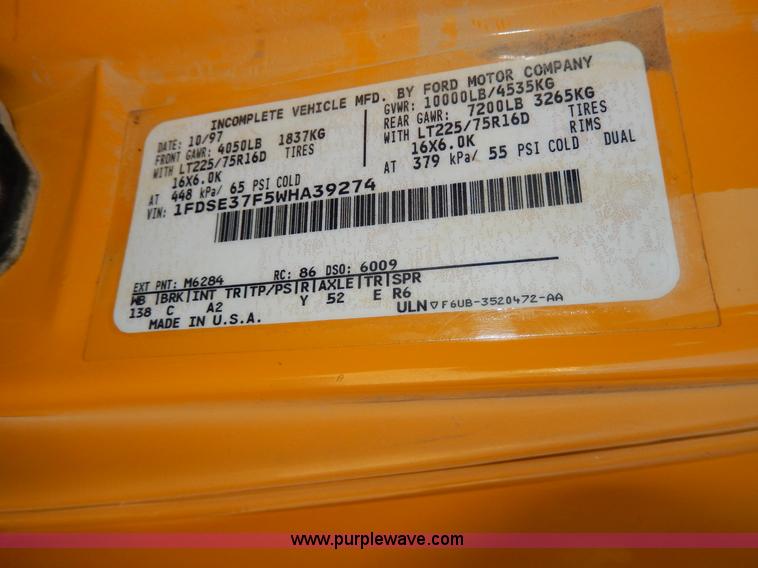 INCOMPLETE VEHICLE MFD. BY FORD MOTOR COMPANY
DATE: 10/97 GVWR: 10000LB/4535KG
FRONT GAWR: 4050LB 1837KG REAR GAWR: 7200LB 3265KG
WITH LT225/75R16D TIRES WITH LT225/75R16D TIRES
16X6.0K 16X6.0K RIMS
AT 448 kPa/ 65 PSI COLD AT 379 kPa/ 55 PSI COLD DUAL
VIN: 1FDSE37F5WHA39274
EXT PNT: M6284 RC: 86 DSO: 6009
WB |BRK|INT TR|TP/PS|R|AXLE|TR|SPR
138 C A2 Y 52 E R6
MADE IN U.S.A. ULN F6UB-3520472-AA
www.purplewave.com